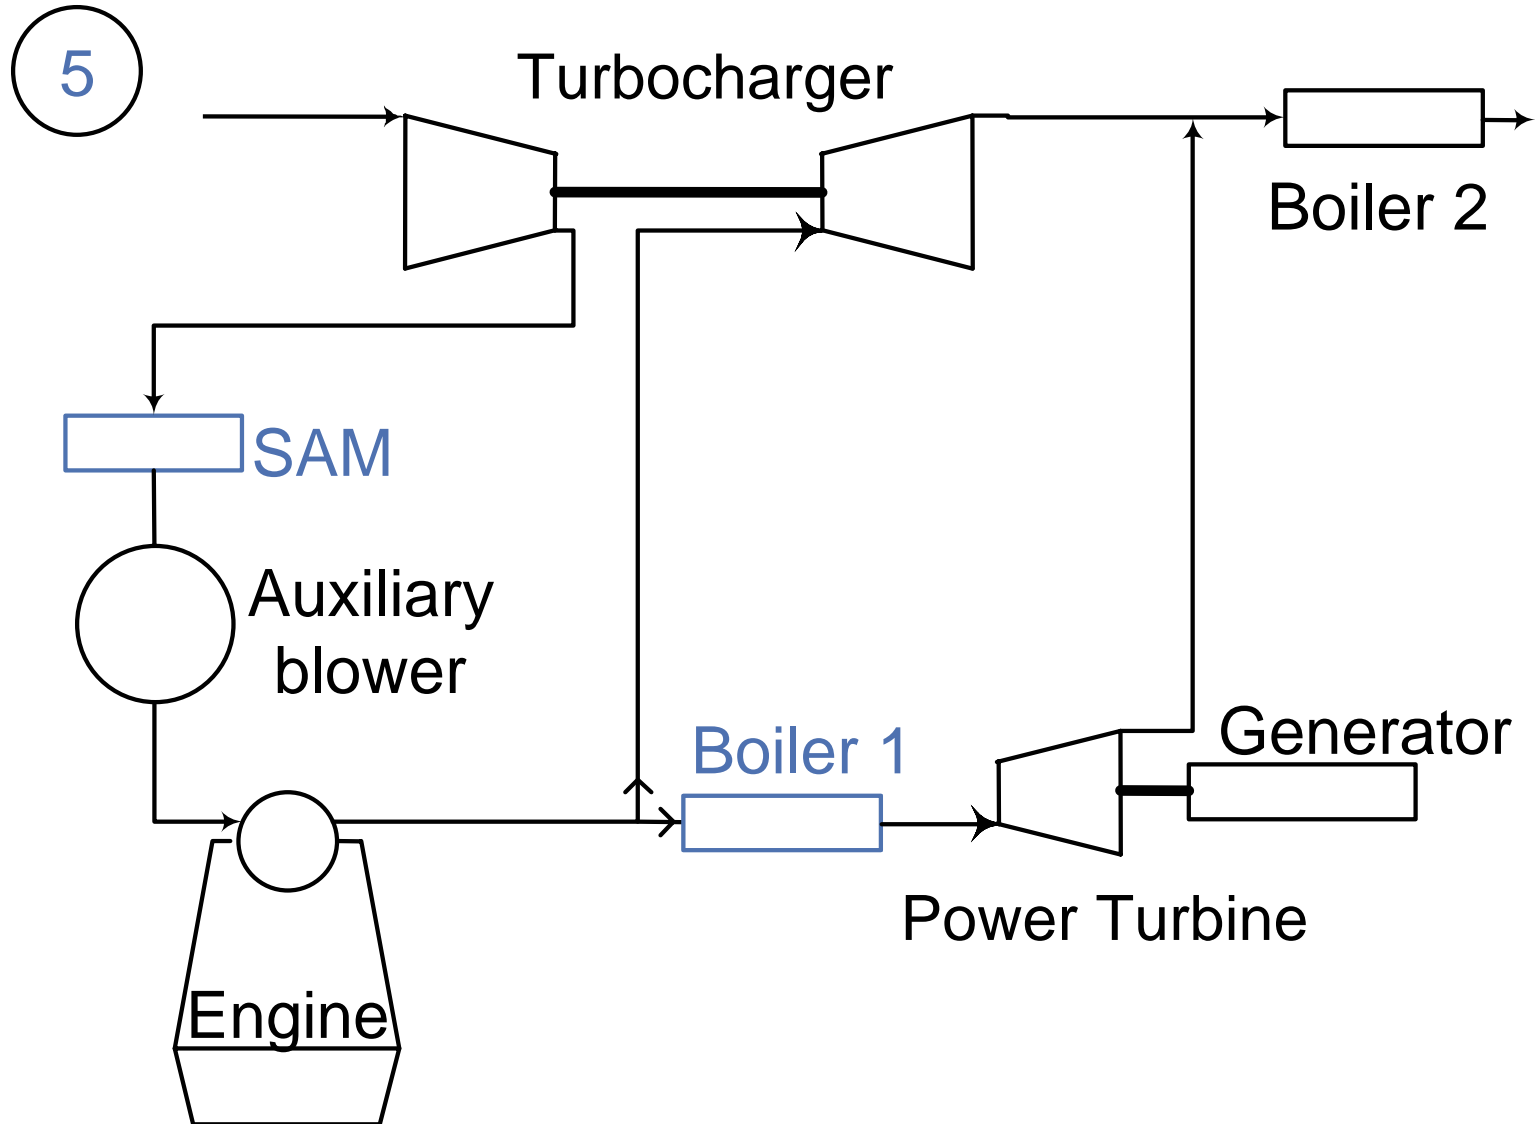 5
Turbocharger
Boiler 2
SAM
Auxiliary
blower
Boiler 1
Generator
Power Turbine
Engine